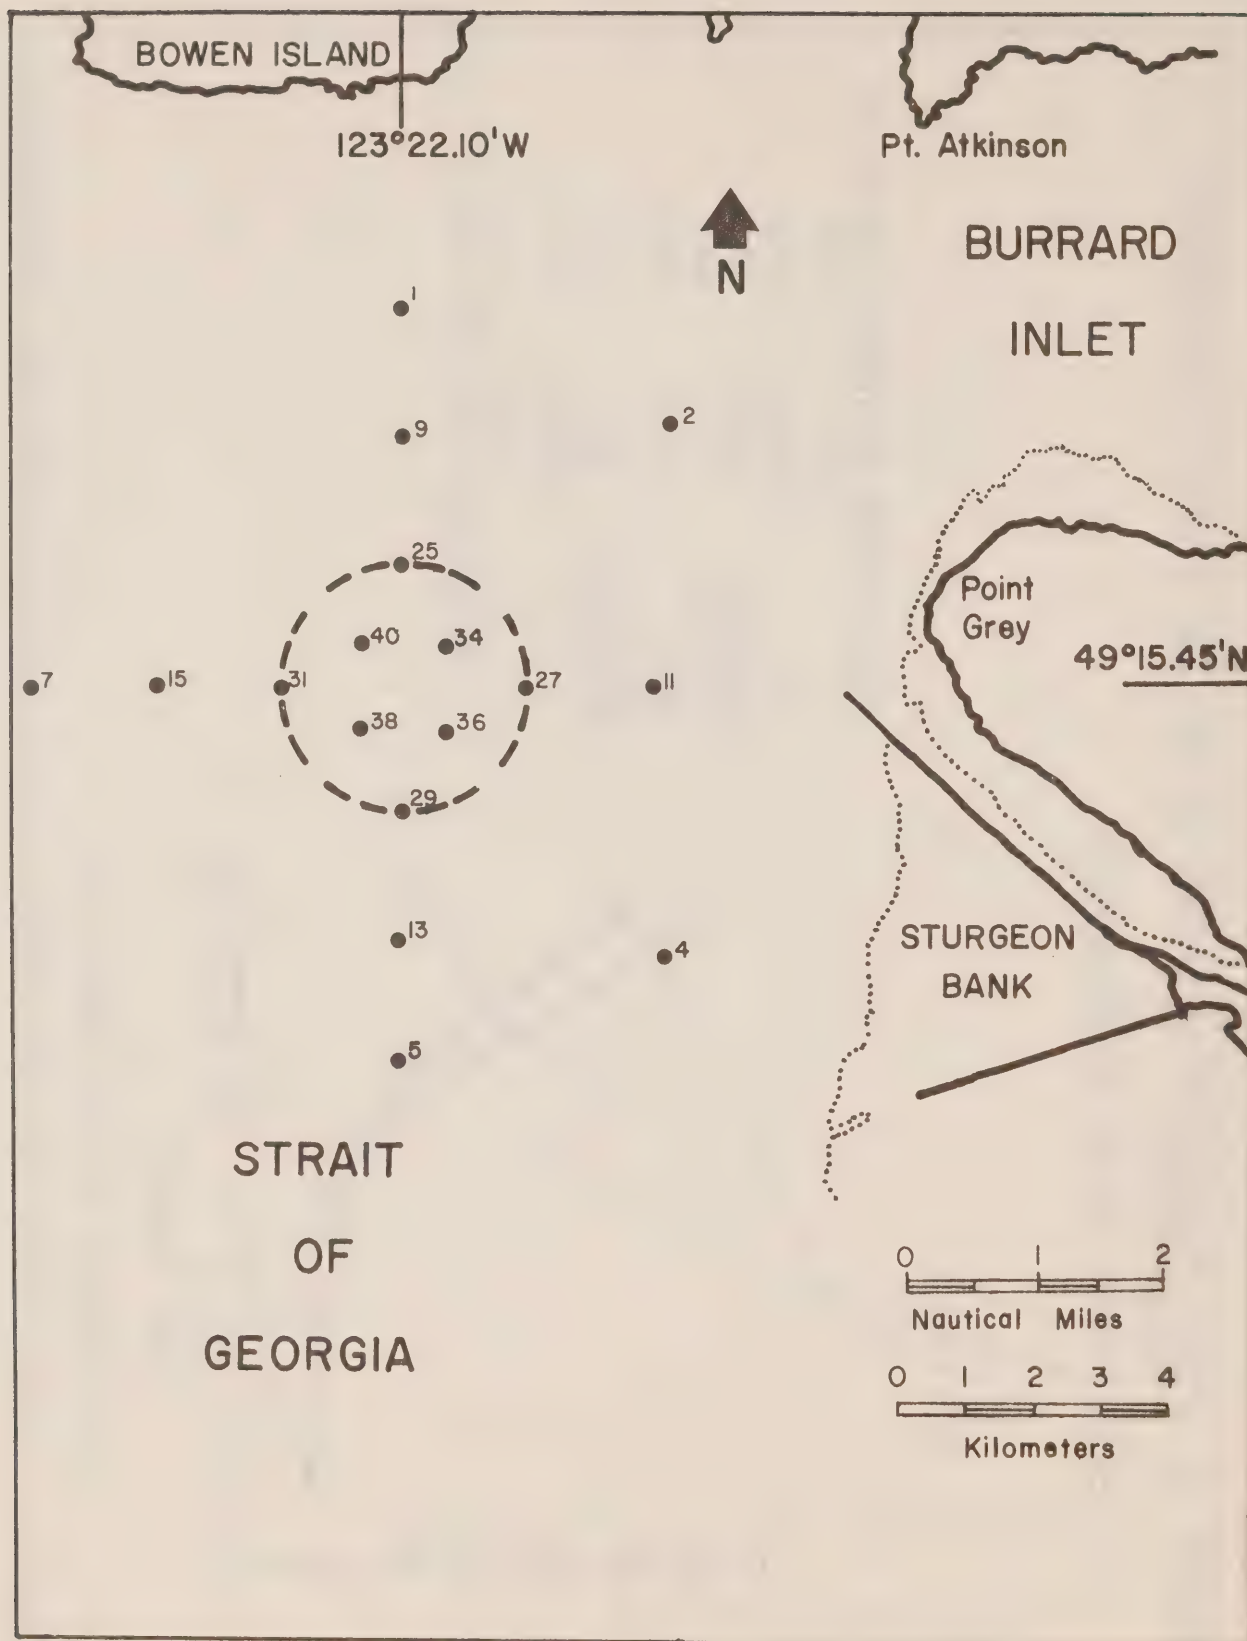 BOWEN ISLAND
123°22.10'W
Pt. Atkinson
N
BURRARD
INLET
1
9
2
25
40
34
7
15
31
27
11
38
36
29
13
4
5
Point
Grey
49°15.45'N
STURGEON
BANK
STRAIT
OF
GEORGIA
0 1 2
Nautical Miles
0 1 2 3 4
Kilometers